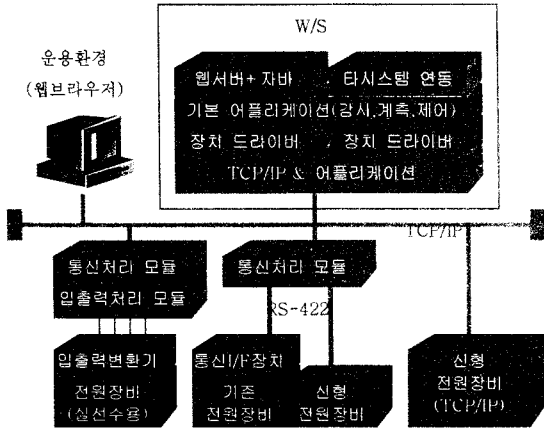 W/S
운용환경
(웹브라우저)
웹서버+자바 타시스템 연동
기본 어플리케이션(감시,계측,제어)
장치 드라이버 장치 드라이버
TCP/IP & 어플리케이션
TCP/IP
통신처리 모듈
입출력처리 모듈
통신처리 모듈
RS-422
입출력변환기
전원장비
(실선수용)
통신I/F장치
기존
전원장비
신형
전원장비
신형
전원장비
(TCP/IP)